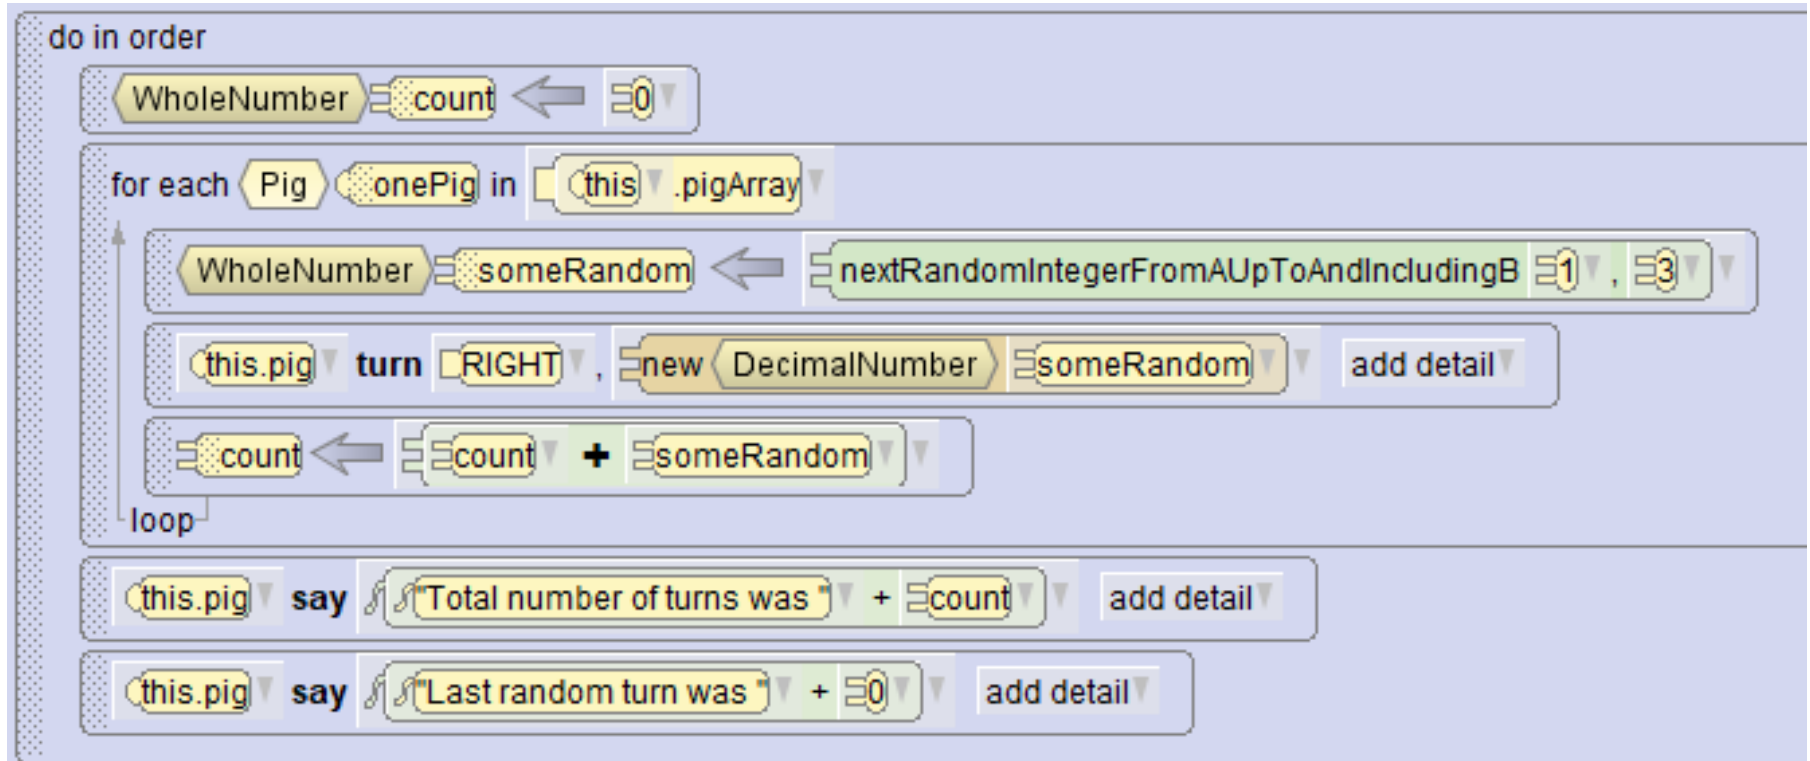 do in order
WholeNumber count 0
for each Pig onePig in this .pigArray
WholeNumber someRandom nextRandomIntegerFromAUpToAndIncludingB 1 , 3
this.pig turn RIGHT , new DecimalNumber someRandom add detail
count count + someRandom
loop
this.pig say "Total number of turns was " + count add detail
this.pig say "Last random turn was " + 0 add detail